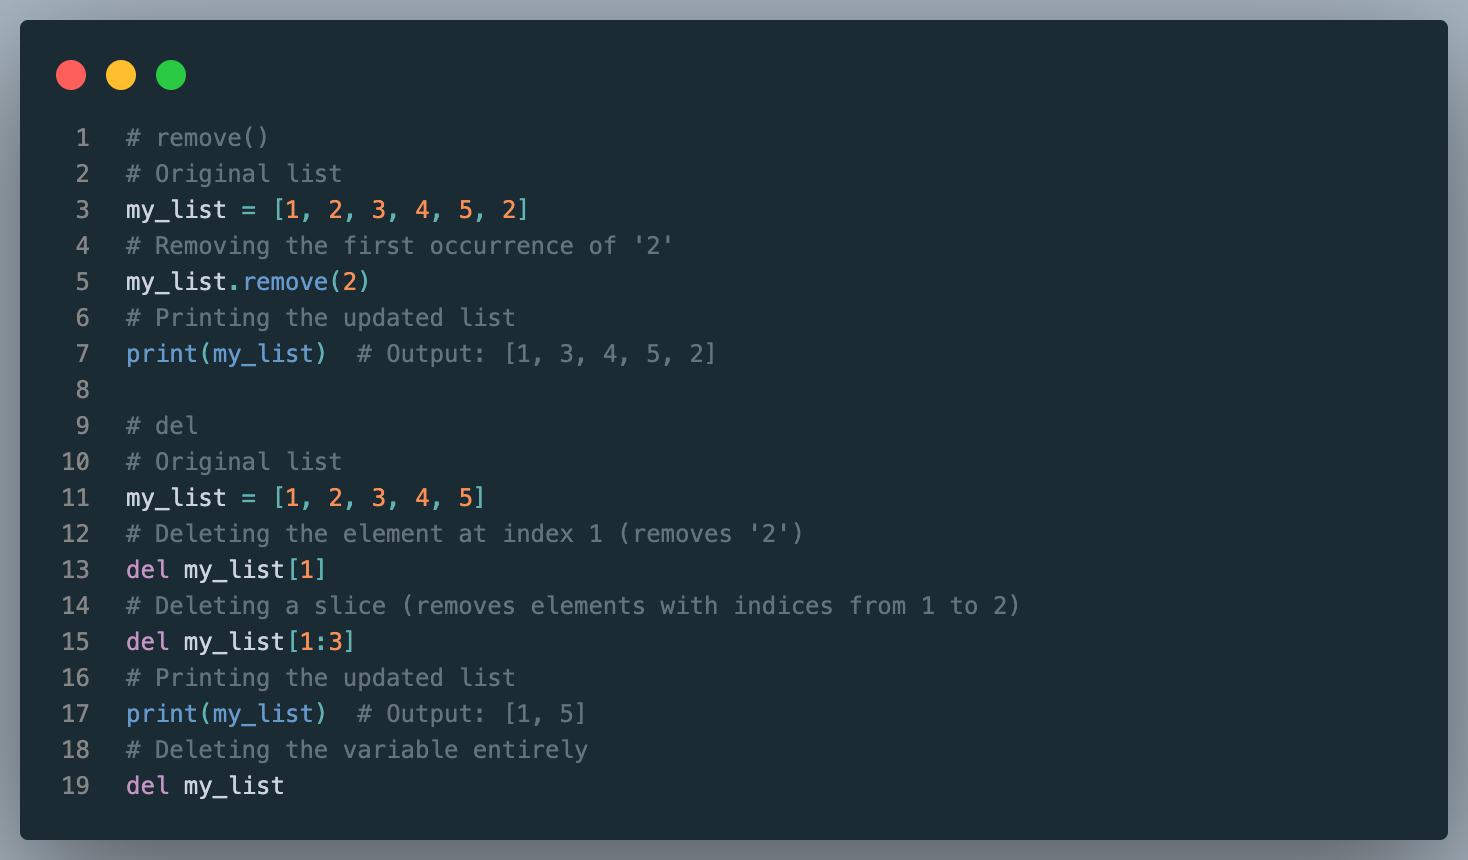 1 # remove()
2 # Original list
3 my_list = [1, 2, 3, 4, 5, 2]
4 # Removing the first occurrence of '2'
5 my_list.remove(2)
6 # Printing the updated list
7 print(my_list)  # Output: [1, 3, 4, 5, 2]
8
9 # del
10 # Original list
11 my_list = [1, 2, 3, 4, 5]
12 # Deleting the element at index 1 (removes '2')
13 del my_list[1]
14 # Deleting a slice (removes elements with indices from 1 to 2)
15 del my_list[1:3]
16 # Printing the updated list
17 print(my_list)  # Output: [1, 5]
18 # Deleting the variable entirely
19 del my_list